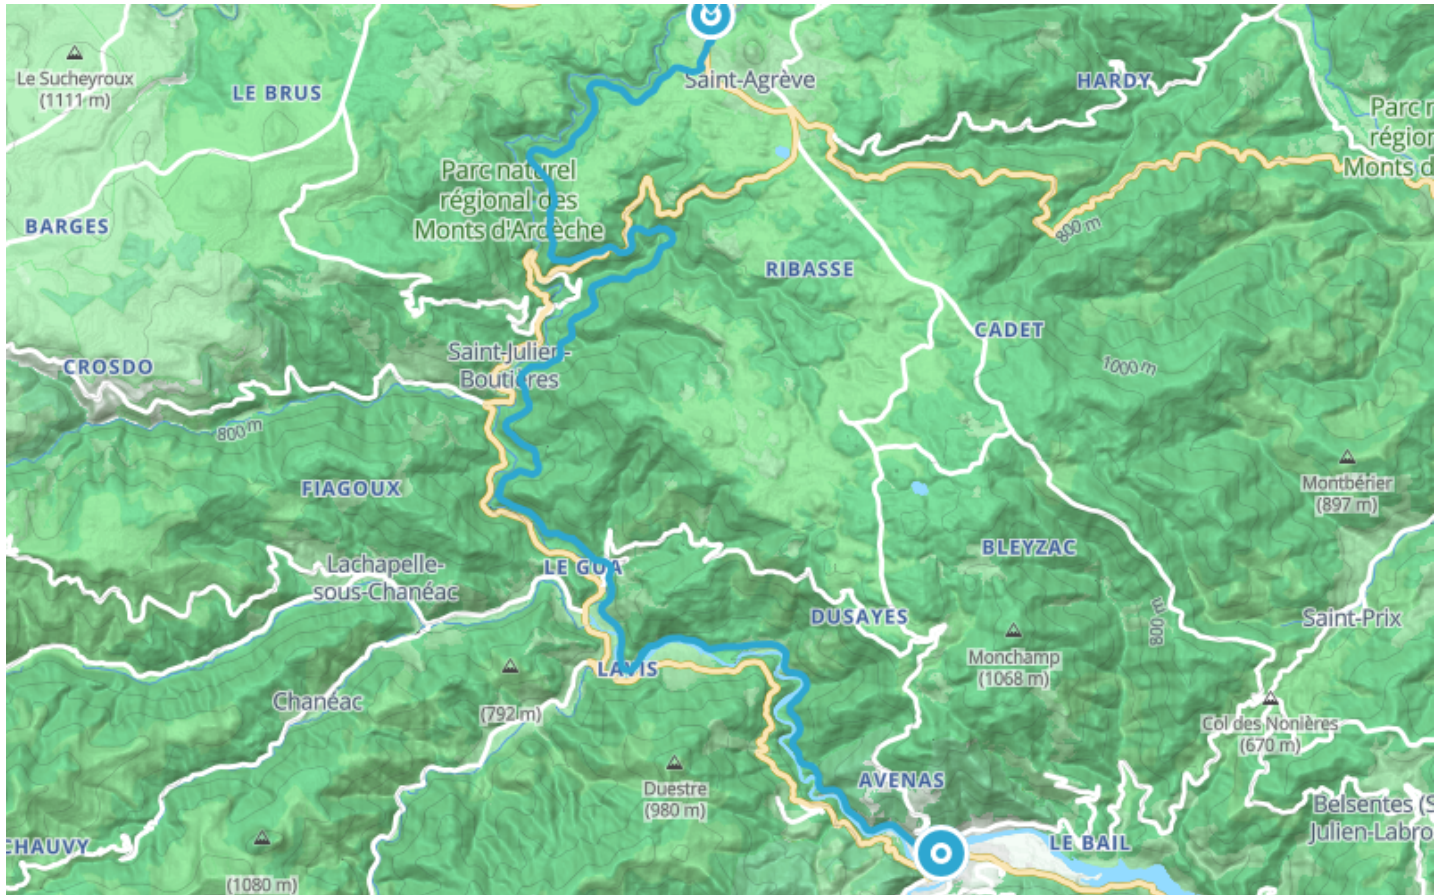 Le Sucheyroux
(1111 m)
LE BRUS
Saint-Agrève
HARDY
Parc n
région
Monts d
Parc naturel
régional des
Monts d'Ardèche
BARGES
800 m
RIBASSE
CADET
CROSDO
Saint-Julien-
Boutières
1000 m
800 m
Montbérier
(897 m)
FIAGOUX
BLEYZAC
LE GUA
Lachapelle-
sous-Chanéac
DUSAYES
800 m
Saint-Prix
Monchamp
(1068 m)
LAVIS
Chanéac
(792 m)
Col des Nonières
(670 m)
Duestre
(980 m)
AVENAS
Belsentes (S
Julien-Labro
CHAUVY
LE BAIL
(1080 m)